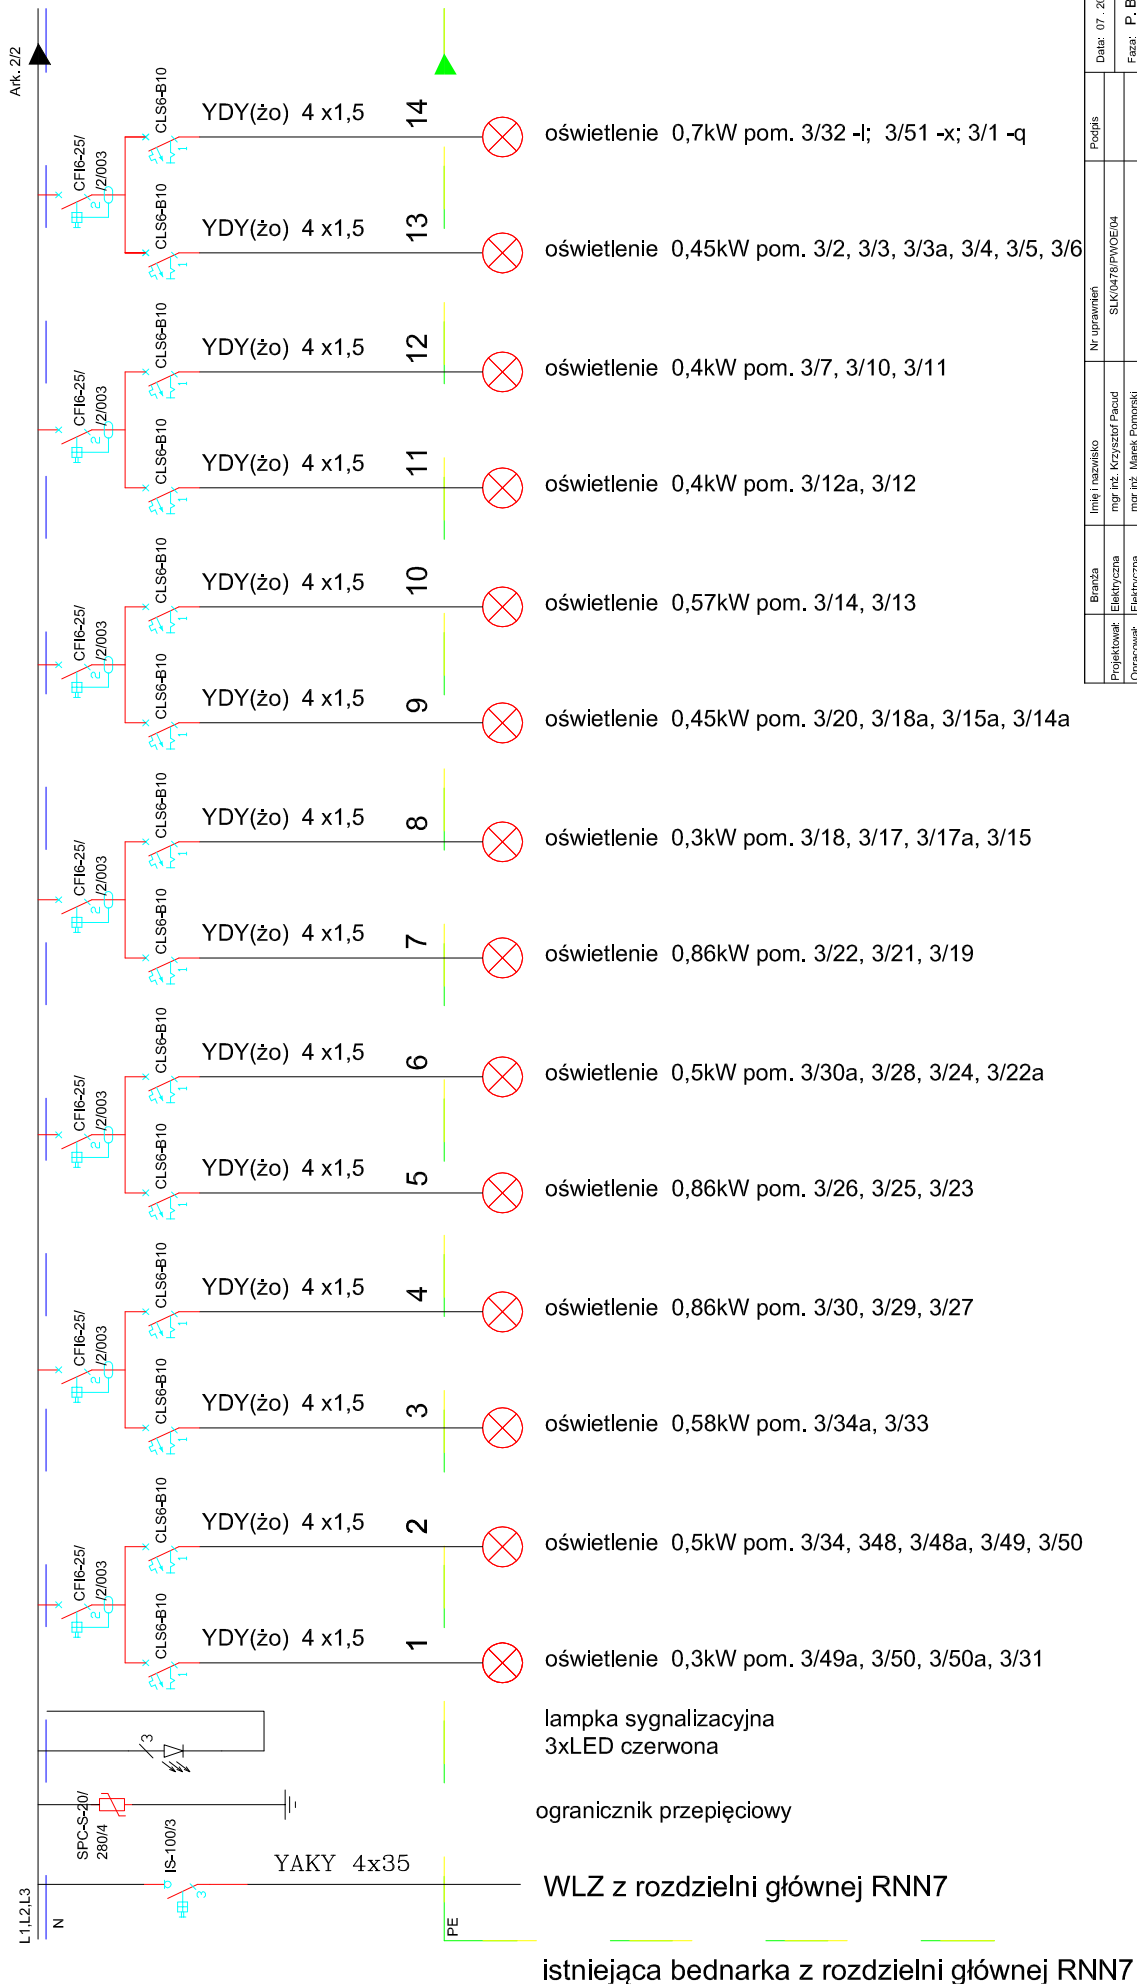 Ark. 2/2
CFI6-25/
/2/003
CLS6-B10
YDY(żo) 4 x1,5
14
oświetlenie 0,7kW pom. 3/32 -l; 3/51 -x; 3/1 -q
CLS6-B10
YDY(żo) 4 x1,5
13
oświetlenie 0,45kW pom. 3/2, 3/3, 3/3a, 3/4, 3/5, 3/6
CFI6-25/
/2/003
CLS6-B10
YDY(żo) 4 x1,5
12
oświetlenie 0,4kW pom. 3/7, 3/10, 3/11
CLS6-B10
YDY(żo) 4 x1,5
11
oświetlenie 0,4kW pom. 3/12a, 3/12
CFI6-25/
/2/003
CLS6-B10
YDY(żo) 4 x1,5
10
oświetlenie 0,57kW pom. 3/14, 3/13
CLS6-B10
YDY(żo) 4 x1,5
9
oświetlenie 0,45kW pom. 3/20, 3/18a, 3/15a, 3/14a
CFI6-25/
/2/003
CLS6-B10
YDY(żo) 4 x1,5
8
oświetlenie 0,3kW pom. 3/18, 3/17, 3/17a, 3/15
CLS6-B10
YDY(żo) 4 x1,5
7
oświetlenie 0,86kW pom. 3/22, 3/21, 3/19
CFI6-25/
/2/003
CLS6-B10
YDY(żo) 4 x1,5
6
oświetlenie 0,5kW pom. 3/30a, 3/28, 3/24, 3/22a
CLS6-B10
YDY(żo) 4 x1,5
5
oświetlenie 0,86kW pom. 3/26, 3/25, 3/23
CFI6-25/
/2/003
CLS6-B10
YDY(żo) 4 x1,5
4
oświetlenie 0,86kW pom. 3/30, 3/29, 3/27
CLS6-B10
YDY(żo) 4 x1,5
3
oświetlenie 0,58kW pom. 3/34a, 3/33
CFI6-25/
/2/003
CLS6-B10
YDY(żo) 4 x1,5
2
oświetlenie 0,5kW pom. 3/34, 348, 3/48a, 3/49, 3/50
CLS6-B10
YDY(żo) 4 x1,5
1
oświetlenie 0,3kW pom. 3/49a, 3/50, 3/50a, 3/31
3
lampka sygnalizacyjna
3xLED czerwona
SPC-S-20/
280/4
ogranicznik przepięciowy
IS-100/3
3
YAKY 4x35
WLZ z rozdzielni głównej RNN7
L1,L2,L3
N
PE
istniejąca bednarka z rozdzielni głównej RNN7
Branża
Imię i nazwisko
Nr uprawnień
Podpis
Data: 07 . 20
Projektował:
Elektryczna
mgr inż. Krzysztof Pacud
SLK/0478/PWOE/04
Faza: P. B
Opracował:
Elektryczna
mgr inż. Marek Pomorski